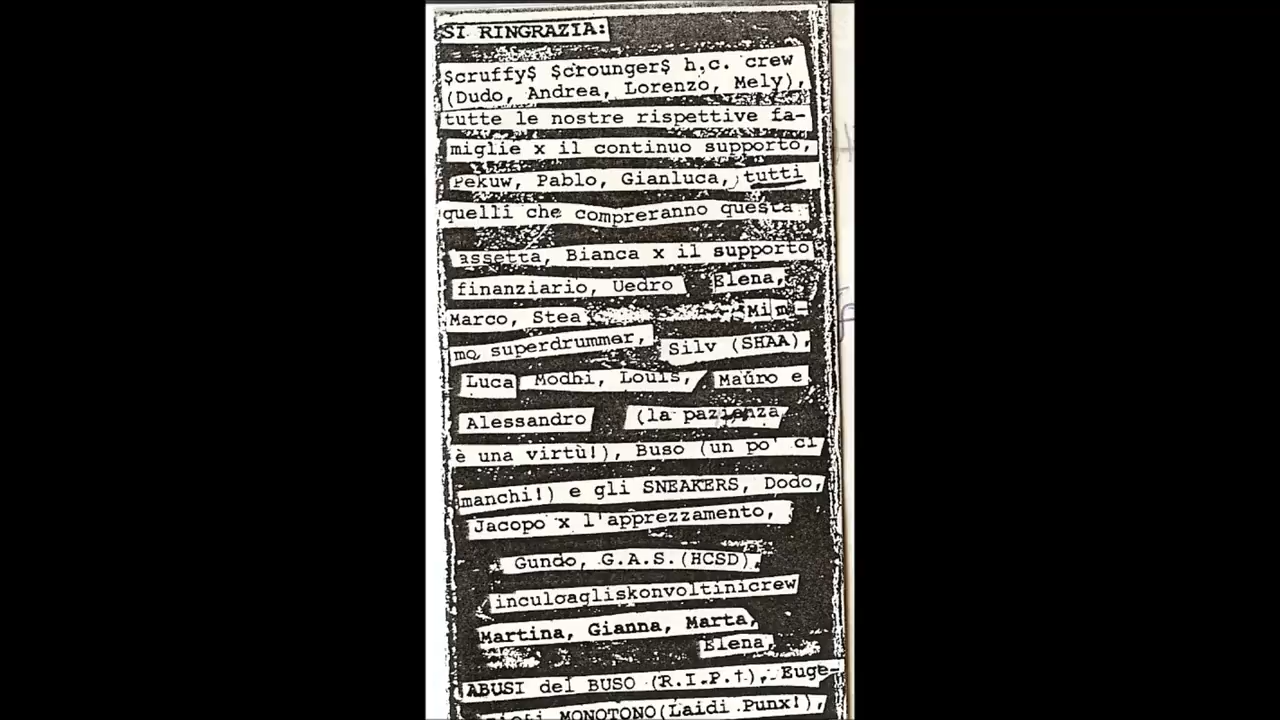 SI RINGRAZIA:
$cruffy$ $crounger$ h.c. crew
(Dudo, Andrea, Lorenzo, Mely),
tutte le nostre rispettive fa-
miglie x il continuo supporto,
Pekuw, Pablo, Gianluca, tutti
quelli che compreranno questa
assetta, Bianca x il supporto
finanziario, Uedro Elena,
Marco, Stea Mim-
mo superdrummer, Silv (SHAA),
Luca Modhi, Louis, Mauro e
Alessandro (la pazienza
è una virtù!), Buso (un po' ci
manchi!) e gli SNEAKERS, Dodo,
Jacopo x l'apprezzamento,
Gundo, G.A.S.(HCSD)
inculoagliskonvoltinicrew
Martina, Gianna, Marta,
Elena,
ABUSI del BUSO (R.I.P.†), Euge-
MONOTONO(Laidi Punx!),